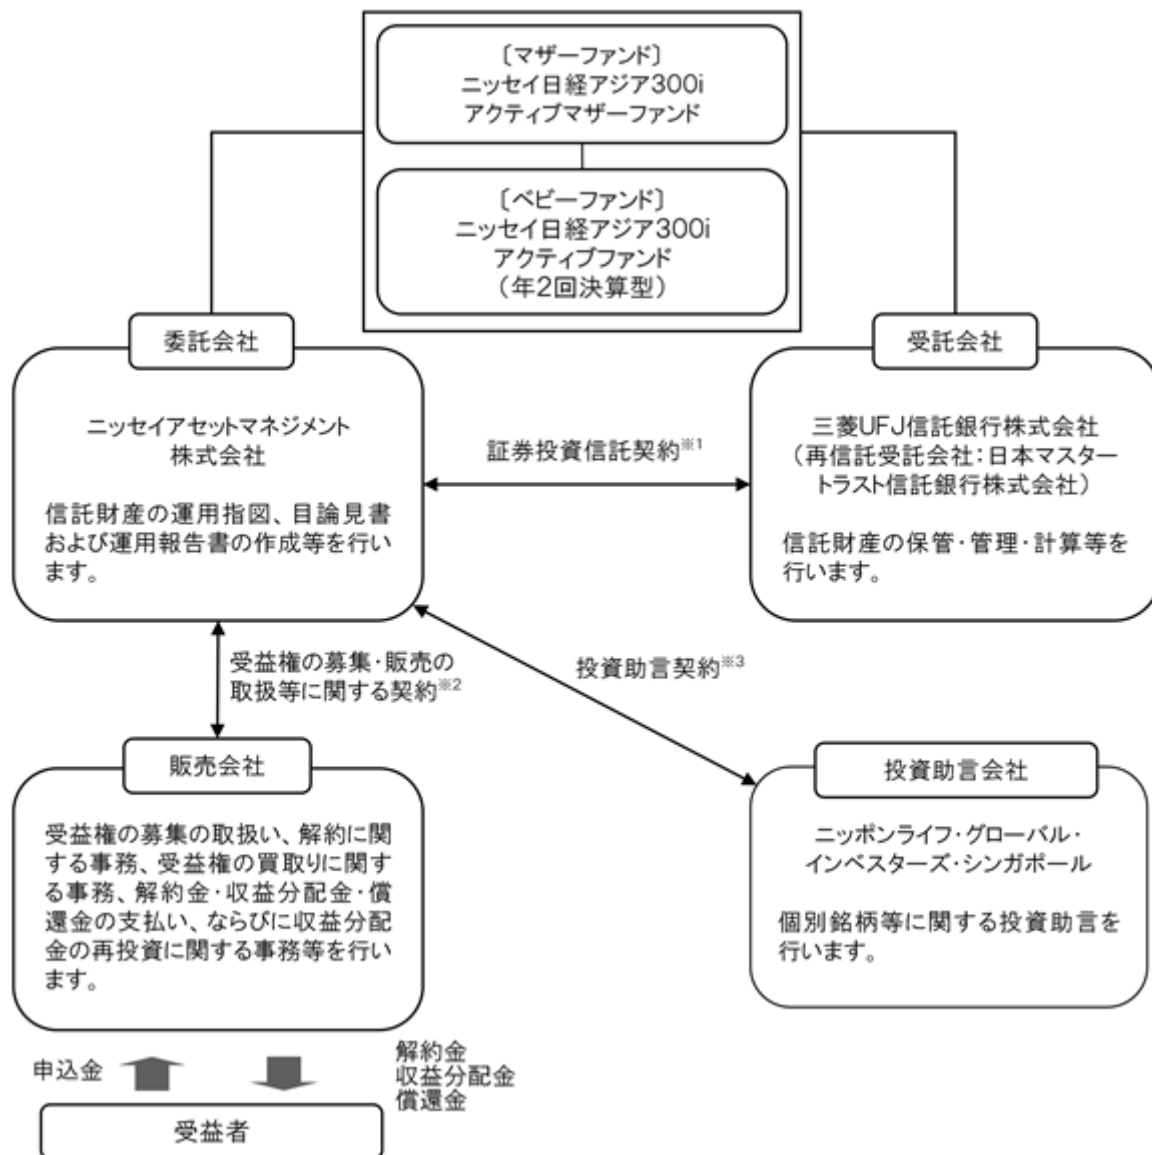 〔マザーファンド〕
ニッセイ日経アジア300i
アクティブマザーファンド
〔ベビーファンド〕
ニッセイ日経アジア300i
アクティブファンド
（年2回決算型）
委託会社
ニッセイアセットマネジメント
株式会社
信託財産の運用指図、目論見書
および運用報告書の作成等を行い
ます。
証券投資信託契約※1
受託会社
三菱UFJ信託銀行株式会社
（再信託受託会社：日本マスター
トラスト信託銀行株式会社）
信託財産の保管・管理・計算等を
行います。
受益権の募集・販売の
取扱等に関する契約※2
投資助言契約※3
販売会社
受益権の募集の取扱い、解約に関
する事務、受益権の買取りに関す
る事務、解約金・収益分配金・償
還金の支払い、ならびに収益分配
金の再投資に関する事務等を行い
ます。
投資助言会社
ニッポンライフ・グローバル・
インベスターズ・シンガポール
個別銘柄等に関する投資助言を
行います。
申込金
解約金
収益分配金
償還金
受益者